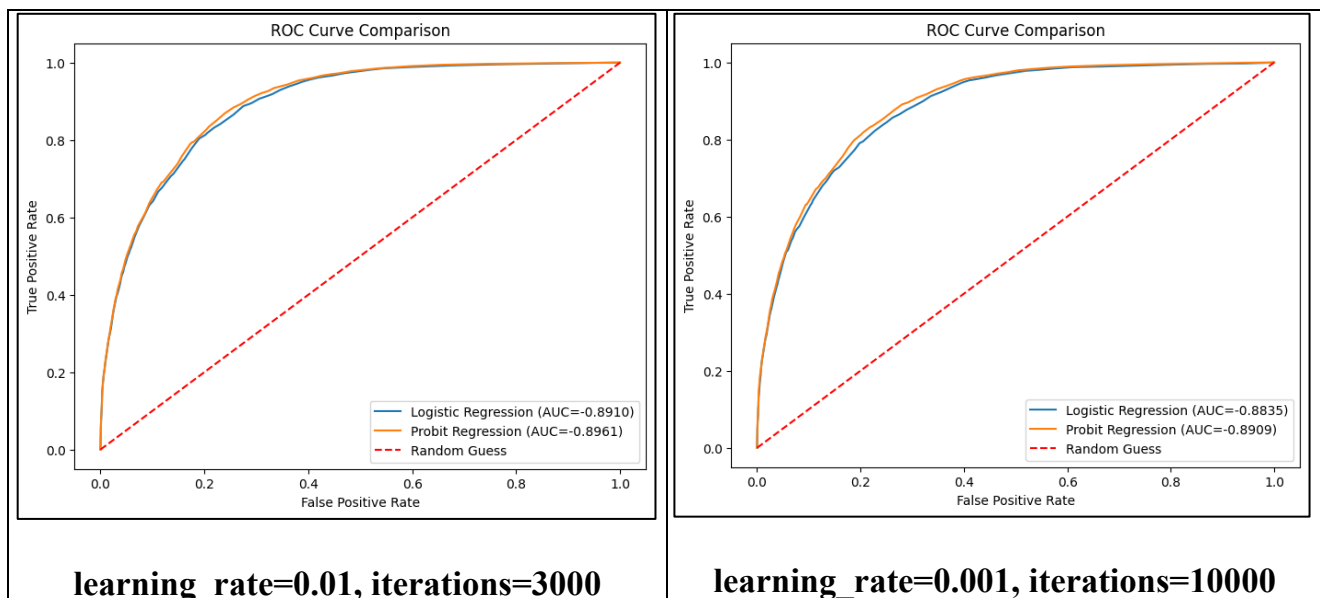 ROC Curve Comparison
1.0
0.8
0.6
0.4
0.2
0.0
True Positive Rate
Logistic Regression (AUC=-0.8910)
Probit Regression (AUC=-0.8961)
Random Guess
0.0 0.2 0.4 0.6 0.8 1.0
False Positive Rate
learning_rate=0.01, iterations=3000
ROC Curve Comparison
1.0
0.8
0.6
0.4
0.2
0.0
True Positive Rate
Logistic Regression (AUC=-0.8835)
Probit Regression (AUC=-0.8909)
Random Guess
0.0 0.2 0.4 0.6 0.8 1.0
False Positive Rate
learning_rate=0.001, iterations=10000